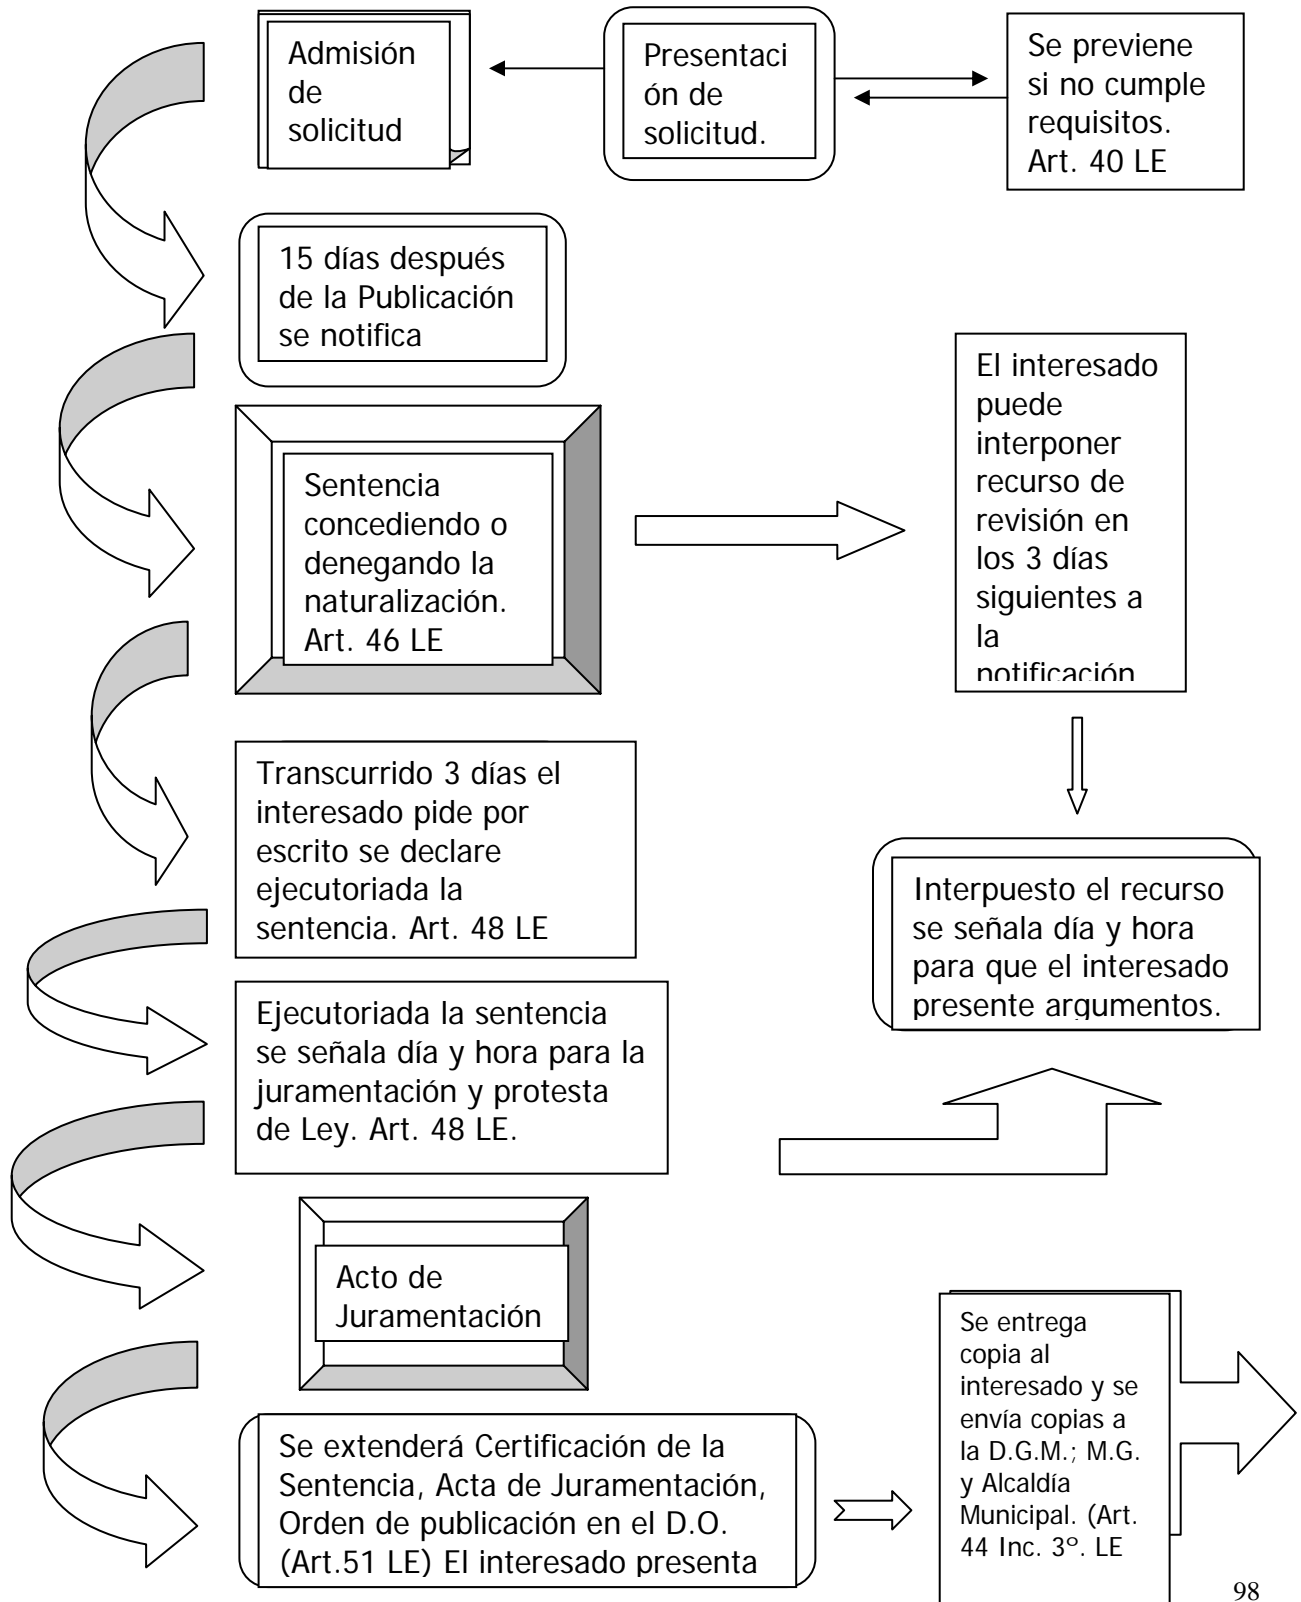 Admisión
de
solicitud
Presentaci
ón de
solicitud.
Se previene
si no cumple
requisitos.
Art. 40 LE
15 días después
de la Publicación
se notifica
Sentencia
concediendo o
denegando la
naturalización.
Art. 46 LE
El interesado
puede
interponer
recurso de
revisión en
los 3 días
siguientes a
la
notificación
Transcurrido 3 días el
interesado pide por
escrito se declare
ejecutoriada la
sentencia. Art. 48 LE
Interpuesto el recurso
se señala día y hora
para que el interesado
presente argumentos.
Ejecutoriada la sentencia
se señala día y hora para la
juramentación y protesta
de Ley. Art. 48 LE.
Acto de
Juramentación
Se extenderá Certificación de la
Sentencia, Acta de Juramentación,
Orden de publicación en el D.O.
(Art.51 LE) El interesado presenta
Se entrega
copia al
interesado y se
envía copias a
la D.G.M.; M.G.
y Alcaldía
Municipal. (Art.
44 Inc. 3º. LE
98